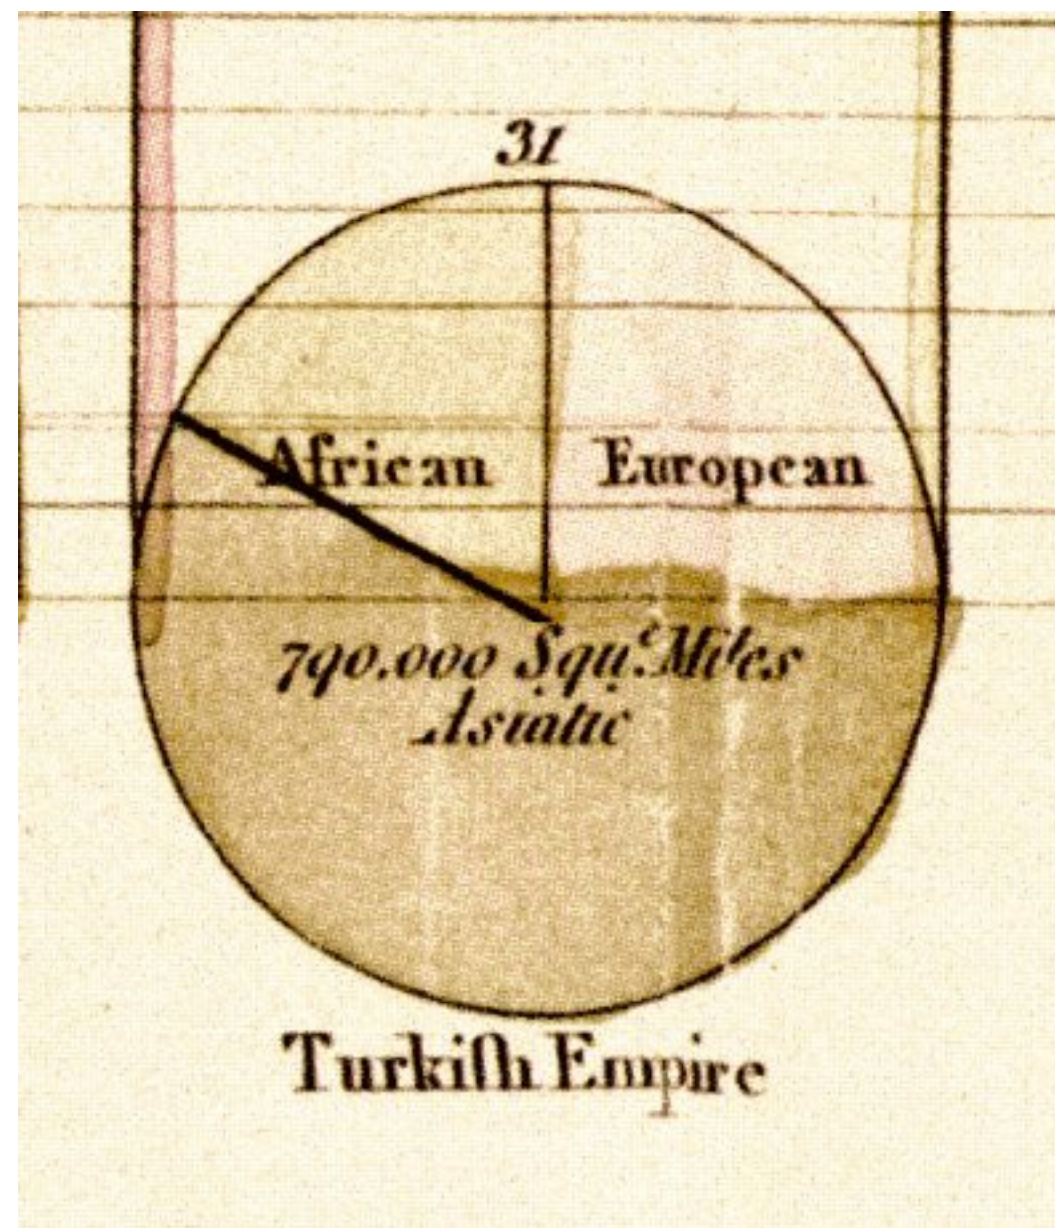 31
African European
790.000 Squ.ᵉ Miles
Asiatic
Turkiſh Empire